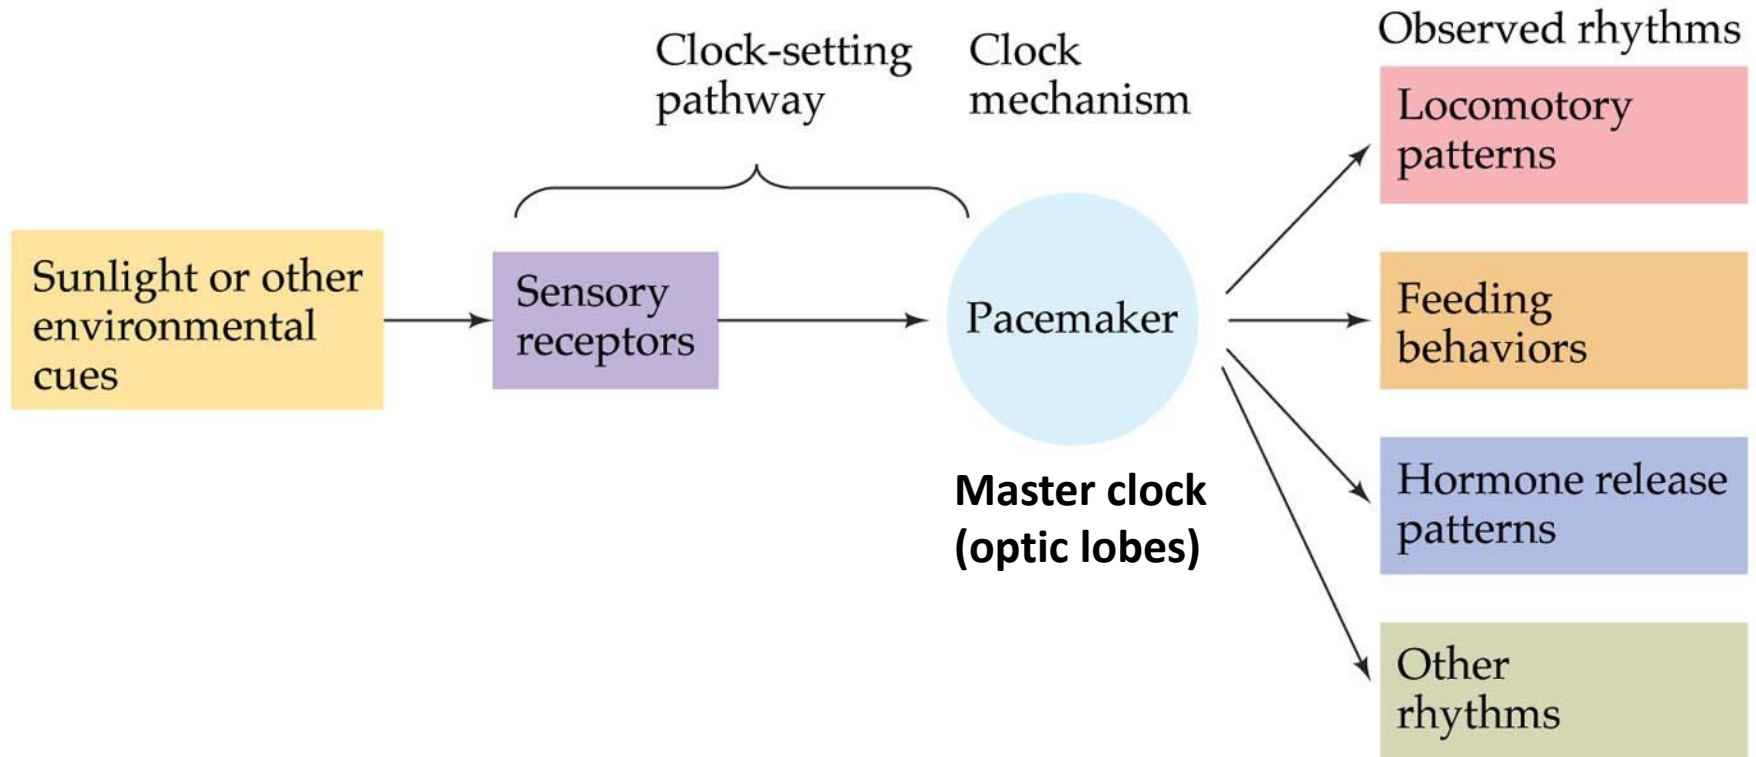 Clock-setting
pathway
Clock
mechanism
Observed rhythms
Sunlight or other
environmental
cues
Sensory
receptors
Pacemaker
Master clock
(optic lobes)
Locomotory
patterns
Feeding
behaviors
Hormone release
patterns
Other
rhythms